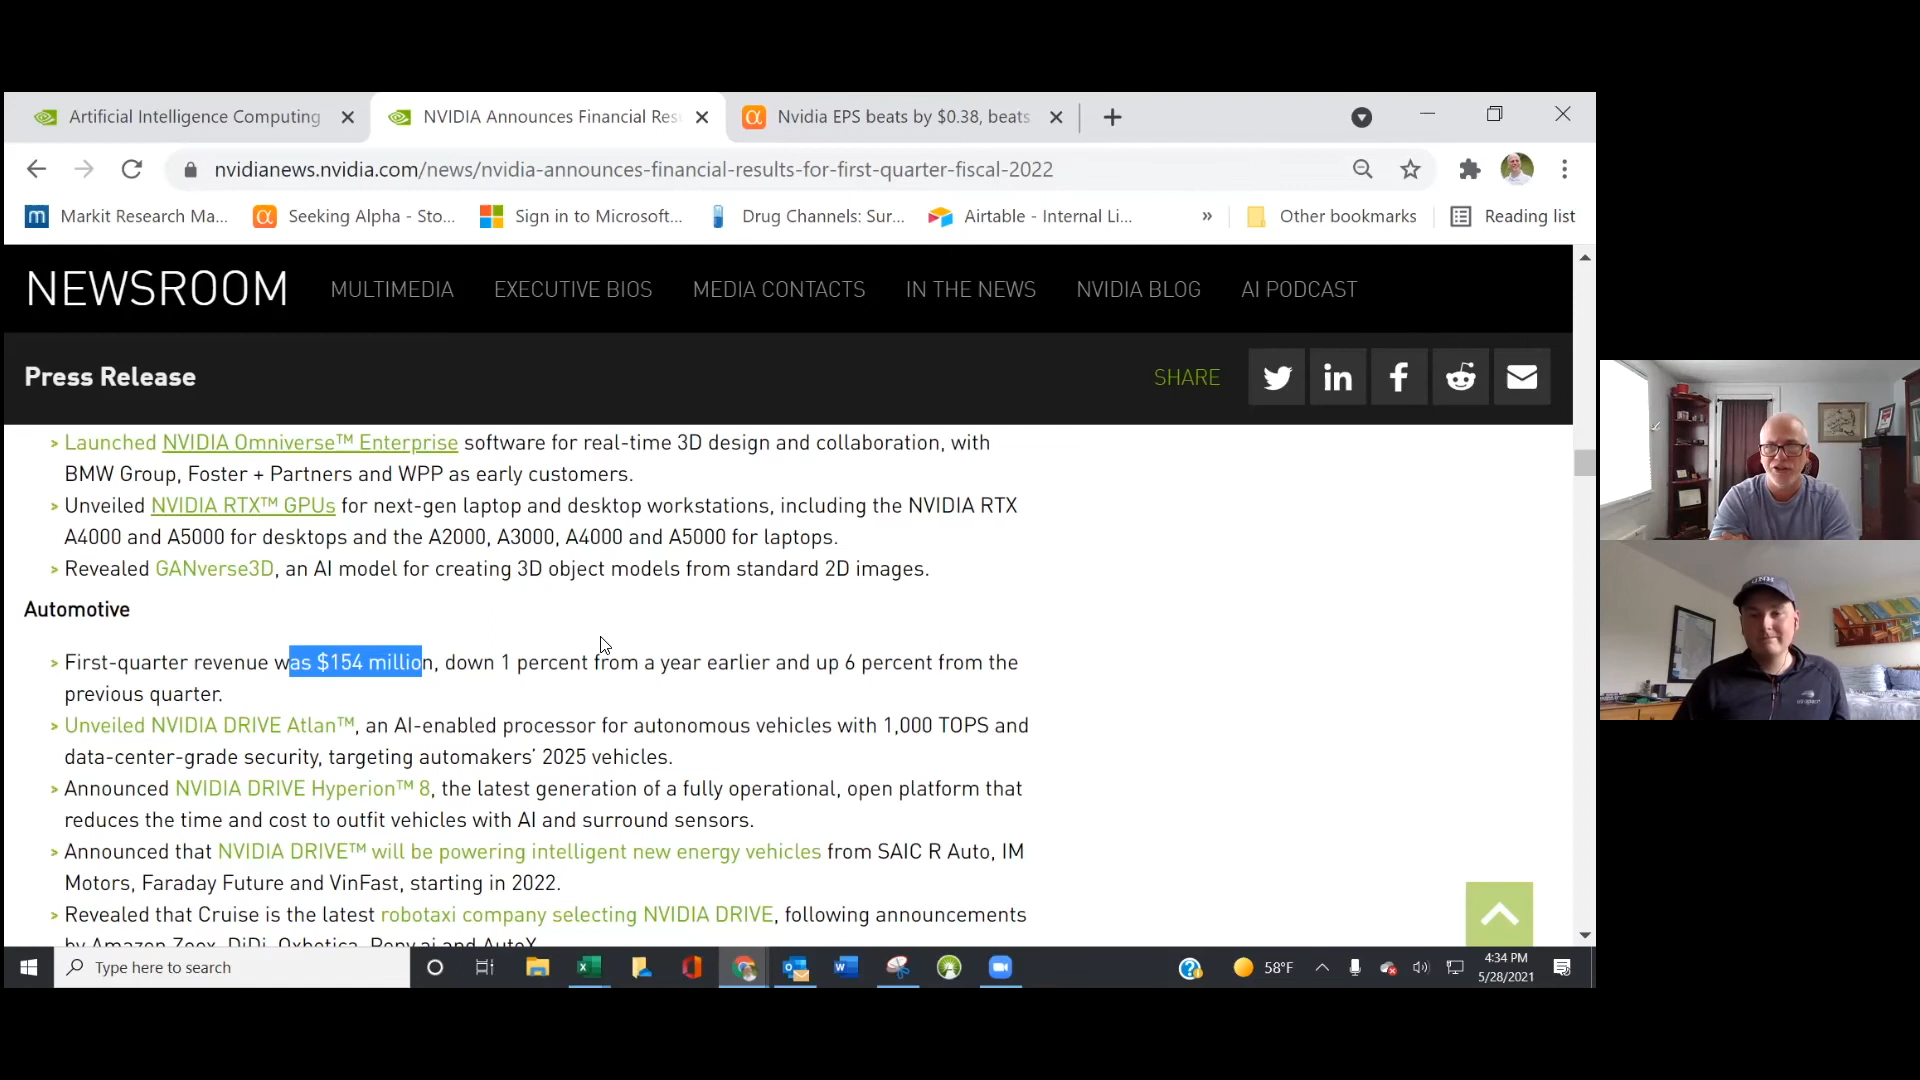 Artificial Intelligence Computing
NVIDIA Announces Financial Res
Nvidia EPS beats by $0.38, beats
nvidianews.nvidia.com/news/nvidia-announces-financial-results-for-first-quarter-fiscal-2022
m Markit Research Ma...
α Seeking Alpha - Sto...
Sign in to Microsoft...
Drug Channels: Sur...
Airtable - Internal Li...
»
Other bookmarks
Reading list
NEWSROOM
MULTIMEDIA
EXECUTIVE BIOS
MEDIA CONTACTS
IN THE NEWS
NVIDIA BLOG
AI PODCAST
Press Release
SHARE
> Launched NVIDIA Omniverse™ Enterprise software for real-time 3D design and collaboration, with
BMW Group, Foster + Partners and WPP as early customers.
> Unveiled NVIDIA RTX™ GPUs for next-gen laptop and desktop workstations, including the NVIDIA RTX
A4000 and A5000 for desktops and the A2000, A3000, A4000 and A5000 for laptops.
> Revealed GANverse3D, an AI model for creating 3D object models from standard 2D images.
Automotive
> First-quarter revenue was $154 million, down 1 percent from a year earlier and up 6 percent from the
previous quarter.
> Unveiled NVIDIA DRIVE Atlan™, an AI-enabled processor for autonomous vehicles with 1,000 TOPS and
data-center-grade security, targeting automakers’ 2025 vehicles.
> Announced NVIDIA DRIVE Hyperion™ 8, the latest generation of a fully operational, open platform that
reduces the time and cost to outfit vehicles with AI and surround sensors.
> Announced that NVIDIA DRIVE™ will be powering intelligent new energy vehicles from SAIC R Auto, IM
Motors, Faraday Future and VinFast, starting in 2022.
> Revealed that Cruise is the latest robotaxi company selecting NVIDIA DRIVE, following announcements
by Amazon Zoox, DiDi, Oxbotica, Pony.ai and AutoX.
Type here to search
58°F
4:34 PM
5/28/2021
UNH